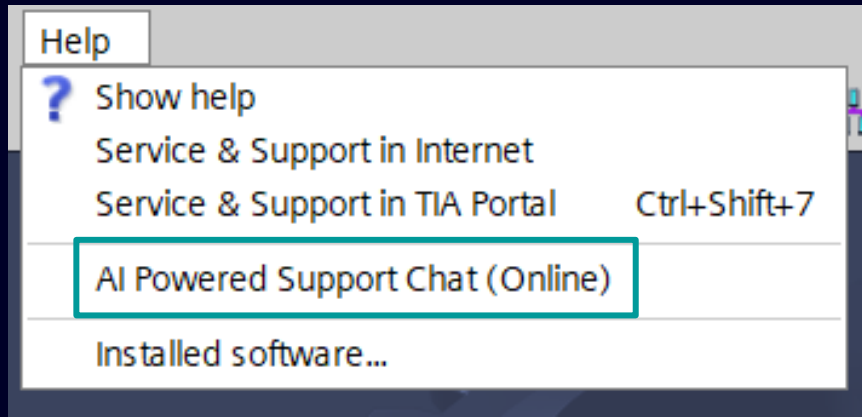 Help
? Show help
Service & Support in Internet
Service & Support in TIA Portal Ctrl+Shift+7
AI Powered Support Chat (Online)
Installed software...